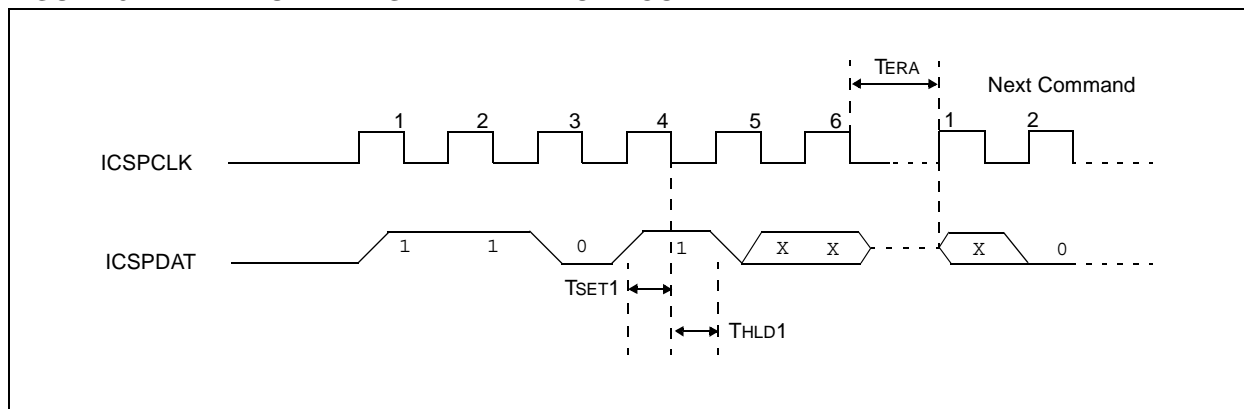 TERA
Next Command
1 2 3 4 5 6 1 2
ICSPCLK
1 1 0 1 X X X 0
ICSPDAT
TSET1
THLD1